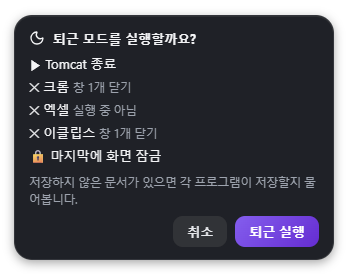 퇴근 모드를 실행할까요?
▶ Tomcat 종료
✕ 크롬 창 1개 닫기
✕ 엑셀 실행 중 아님
✕ 이클립스 창 1개 닫기
🔒 마지막에 화면 잠금
저장하지 않은 문서가 있으면 각 프로그램이 저장할지 물
어봅니다.
취소 퇴근 실행